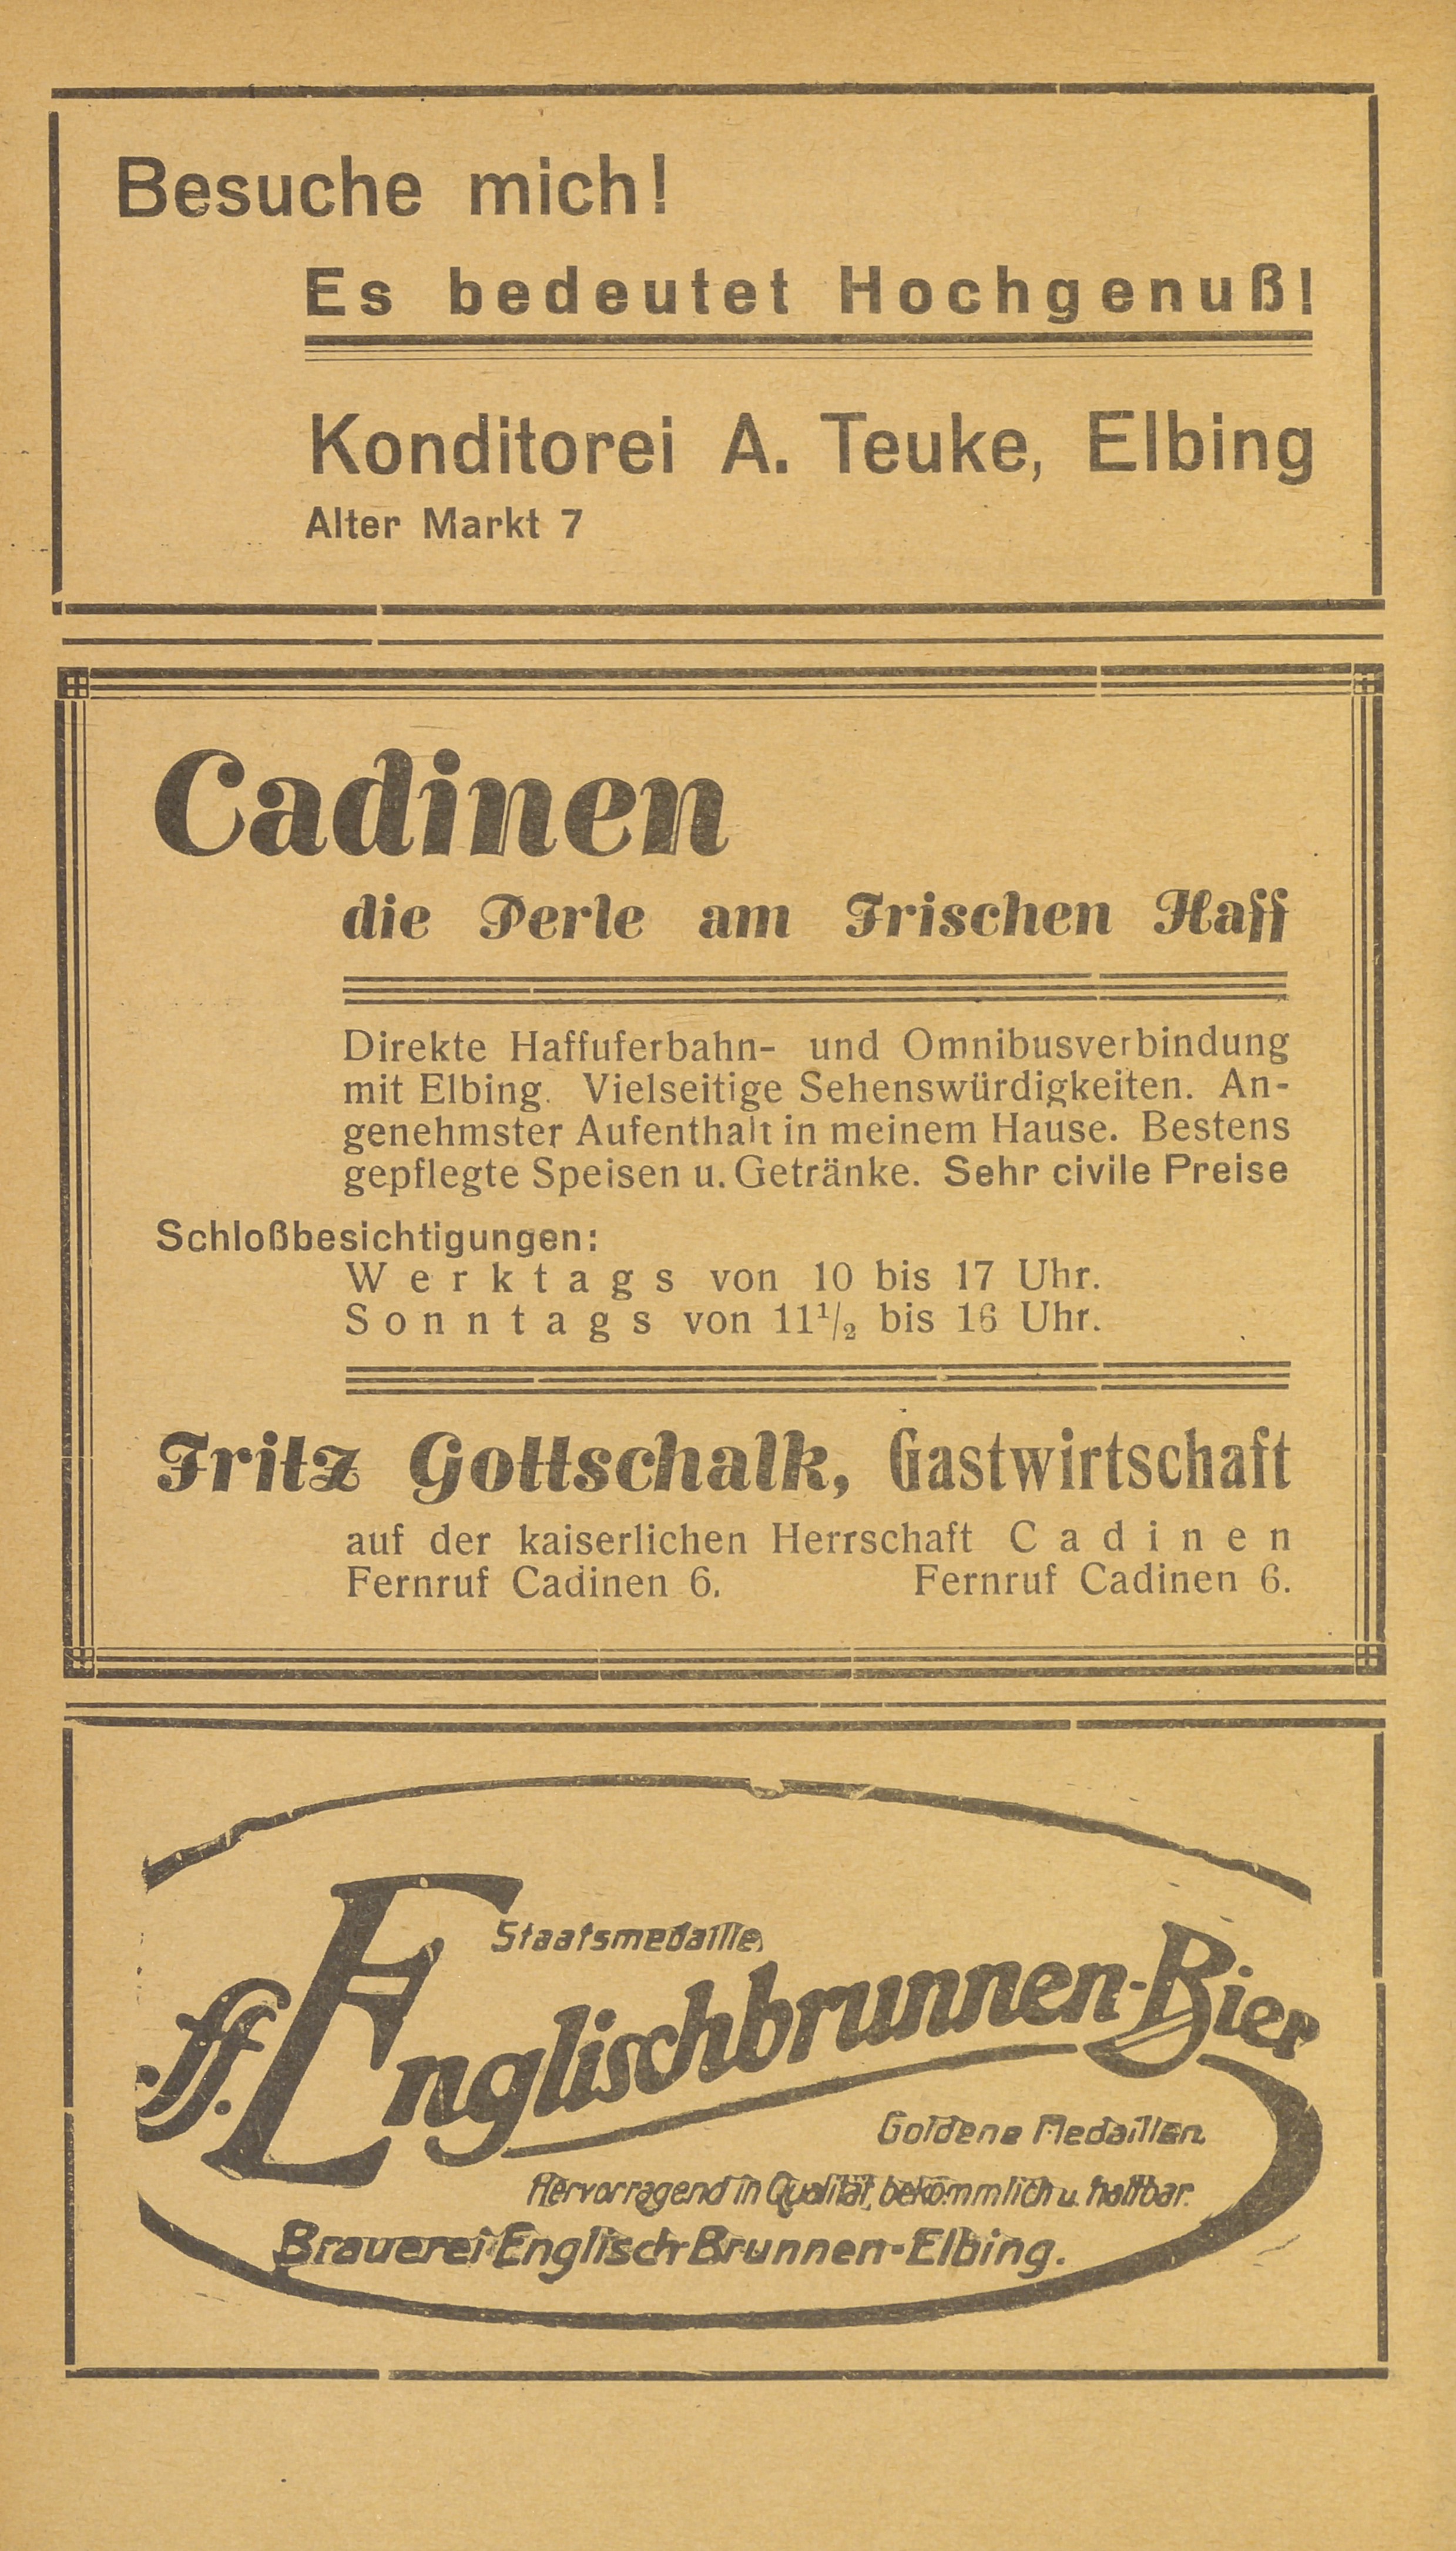 Besuche mich!
Es bedeutet Hochgenuß!
Konditorei A. Teuke, Elbing
Alter Markt 7
Cadinen
die Perle am Frischen Haff
Direkte Haffuferbahn- und Omnibusverbindung
mit Elbing. Vielseitige Sehenswürdigkeiten. An-
genehmster Aufenthalt in meinem Hause. Bestens
gepflegte Speisen u. Getränke. Sehr civile Preise
Schloßbesichtigungen:
Werktags von 10 bis 17 Uhr.
Sonntags von 11½ bis 16 Uhr.
Fritz Gottschalk, Gastwirtschaft
auf der kaiserlichen Herrschaft Cadinen
Fernruf Cadinen 6. Fernruf Cadinen 6.
Staatsmedaille
ff. Englischbrunnen-Bier
Goldene Medaillen
Hervorragend in Qualität, bekömmlich u. haltbar.
Brauerei Englisch Brunnen-Elbing.